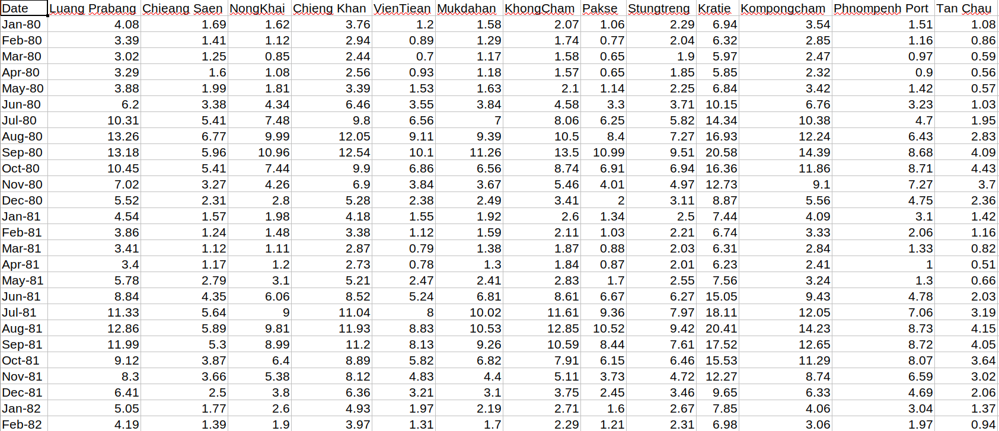 Date Luang Prabang Chieang Saen NongKhai Chieng Khan VienTiean Mukdahan KhongCham Pakse Stungtreng Kratie Kompongcham Phnompenh Port Tan Chau
Jan-80 4.08 1.69 1.62 3.76 1.2 1.58 2.07 1.06 2.29 6.94 3.54 1.51 1.08
Feb-80 3.39 1.41 1.12 2.94 0.89 1.29 1.74 0.77 2.04 6.32 2.85 1.16 0.86
Mar-80 3.02 1.25 0.85 2.44 0.7 1.17 1.58 0.65 1.9 5.97 2.47 0.97 0.59
Apr-80 3.29 1.6 1.08 2.56 0.93 1.18 1.57 0.65 1.85 5.85 2.32 0.9 0.56
May-80 3.88 1.99 1.81 3.39 1.53 1.63 2.1 1.14 2.25 6.84 3.42 1.42 0.57
Jun-80 6.2 3.38 4.34 6.46 3.55 3.84 4.58 3.3 3.71 10.15 6.76 3.23 1.03
Jul-80 10.31 5.41 7.48 9.8 6.56 7 8.06 6.25 5.82 14.34 10.38 4.7 1.95
Aug-80 13.26 6.77 9.99 12.05 9.11 9.39 10.5 8.4 7.27 16.93 12.24 6.43 2.83
Sep-80 13.18 5.96 10.96 12.54 10.1 11.26 13.5 10.99 9.51 20.58 14.39 8.68 4.09
Oct-80 10.45 5.41 7.44 9.9 6.86 6.56 8.74 6.91 6.94 16.36 11.86 8.71 4.43
Nov-80 7.02 3.27 4.26 6.9 3.84 3.67 5.46 4.01 4.97 12.73 9.1 7.27 3.7
Dec-80 5.52 2.31 2.8 5.28 2.38 2.49 3.41 2 3.11 8.87 5.56 4.75 2.36
Jan-81 4.54 1.57 1.98 4.18 1.55 1.92 2.6 1.34 2.5 7.44 4.09 3.1 1.42
Feb-81 3.86 1.24 1.48 3.38 1.12 1.59 2.11 1.03 2.21 6.74 3.33 2.06 1.16
Mar-81 3.41 1.12 1.11 2.87 0.79 1.38 1.87 0.88 2.03 6.31 2.84 1.33 0.82
Apr-81 3.4 1.17 1.2 2.73 0.78 1.3 1.84 0.87 2.01 6.23 2.41 1 0.51
May-81 5.78 2.79 3.1 5.21 2.47 2.41 2.83 1.7 2.55 7.56 3.24 1.3 0.66
Jun-81 8.84 4.35 6.06 8.52 5.24 6.81 8.61 6.67 6.27 15.05 9.43 4.78 2.03
Jul-81 11.33 5.64 9 11.04 8 10.02 11.61 9.36 7.97 18.11 12.05 7.06 3.19
Aug-81 12.86 5.89 9.81 11.93 8.83 10.53 12.85 10.52 9.42 20.41 14.23 8.73 4.15
Sep-81 11.99 5.3 8.99 11.2 8.13 9.26 10.59 8.44 7.61 17.52 12.65 8.72 4.05
Oct-81 9.12 3.87 6.4 8.89 5.82 6.82 7.91 6.15 6.46 15.53 11.29 8.07 3.64
Nov-81 8.3 3.66 5.38 8.12 4.83 4.4 5.11 3.73 4.72 12.27 8.74 6.59 3.02
Dec-81 6.41 2.5 3.8 6.36 3.21 3.1 3.75 2.45 3.46 9.65 6.33 4.69 2.06
Jan-82 5.05 1.77 2.6 4.93 1.97 2.19 2.71 1.6 2.67 7.85 4.06 3.04 1.37
Feb-82 4.19 1.39 1.9 3.97 1.31 1.7 2.29 1.21 2.31 6.98 3.06 1.97 0.94